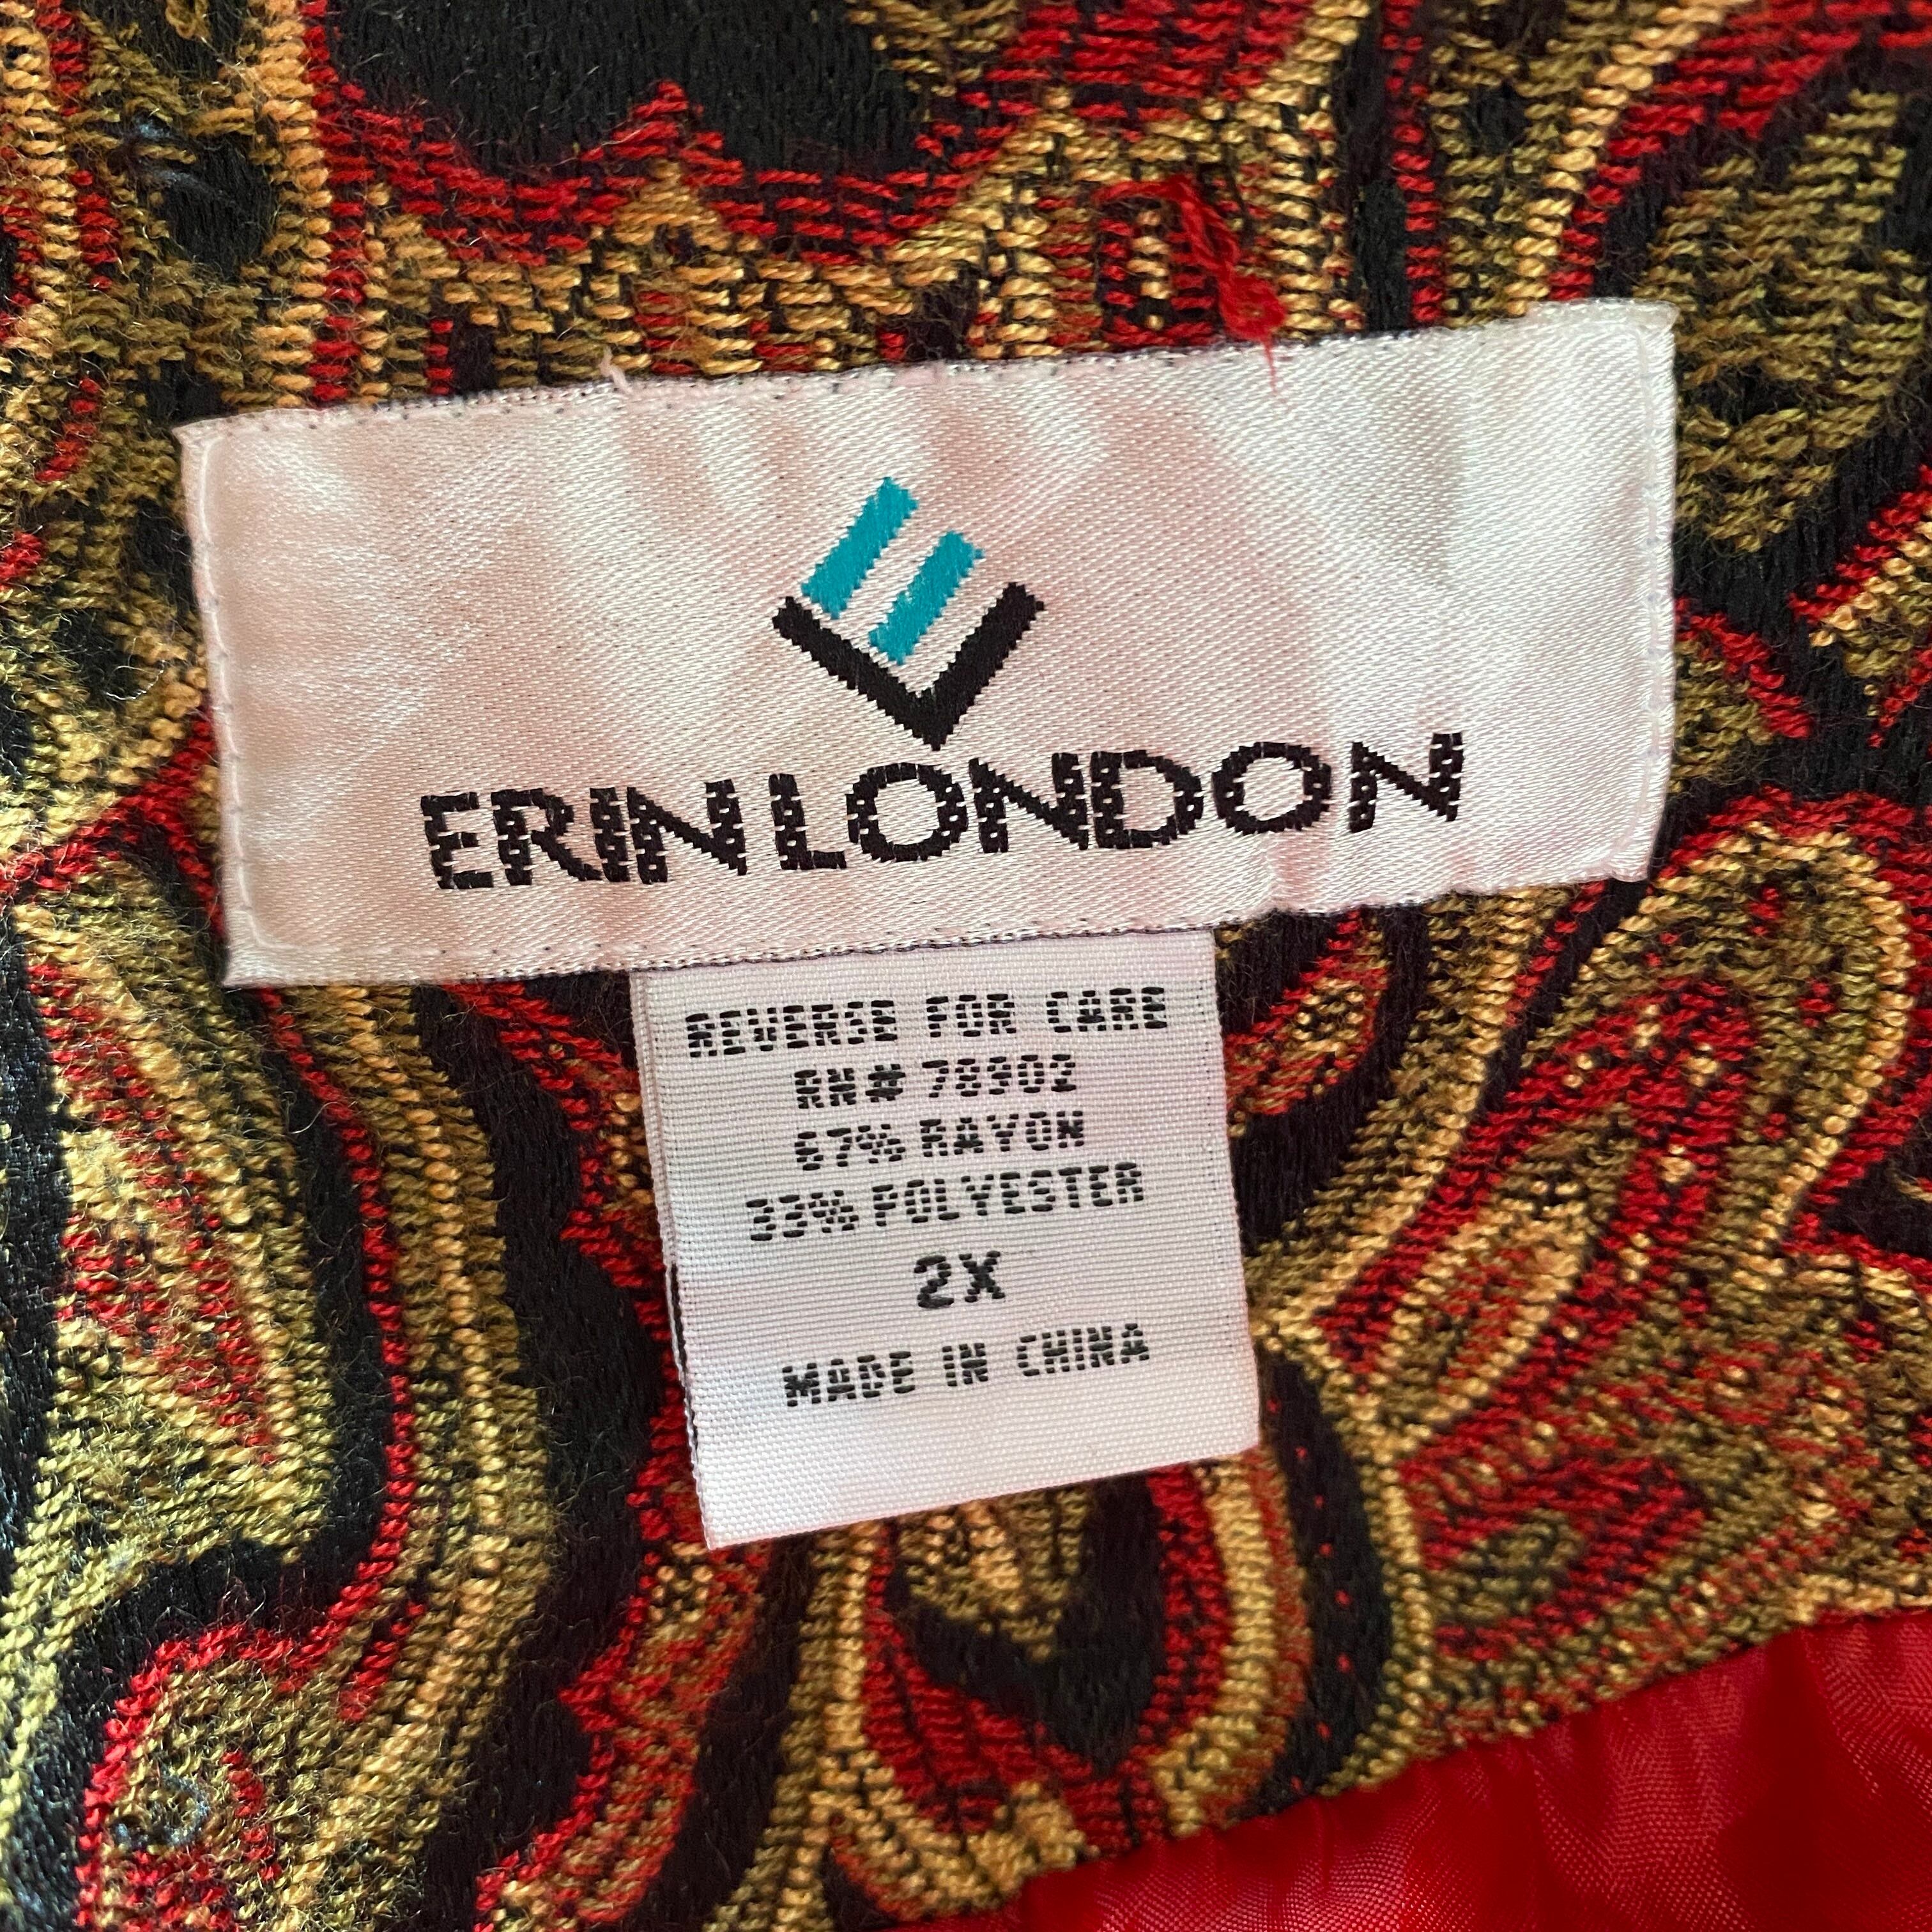 ERIN LONDON
REVERSE FOR CARE
RN# 78902
67% RAYON
33% POLYESTER
2X
MADE IN CHINA